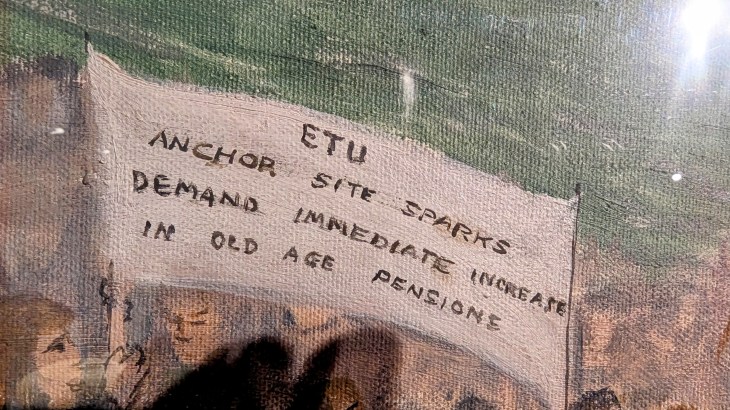 ETU
ANCHOR SITE SPARKS
DEMAND IMMEDIATE INCREASE
IN OLD AGE PENSIONS